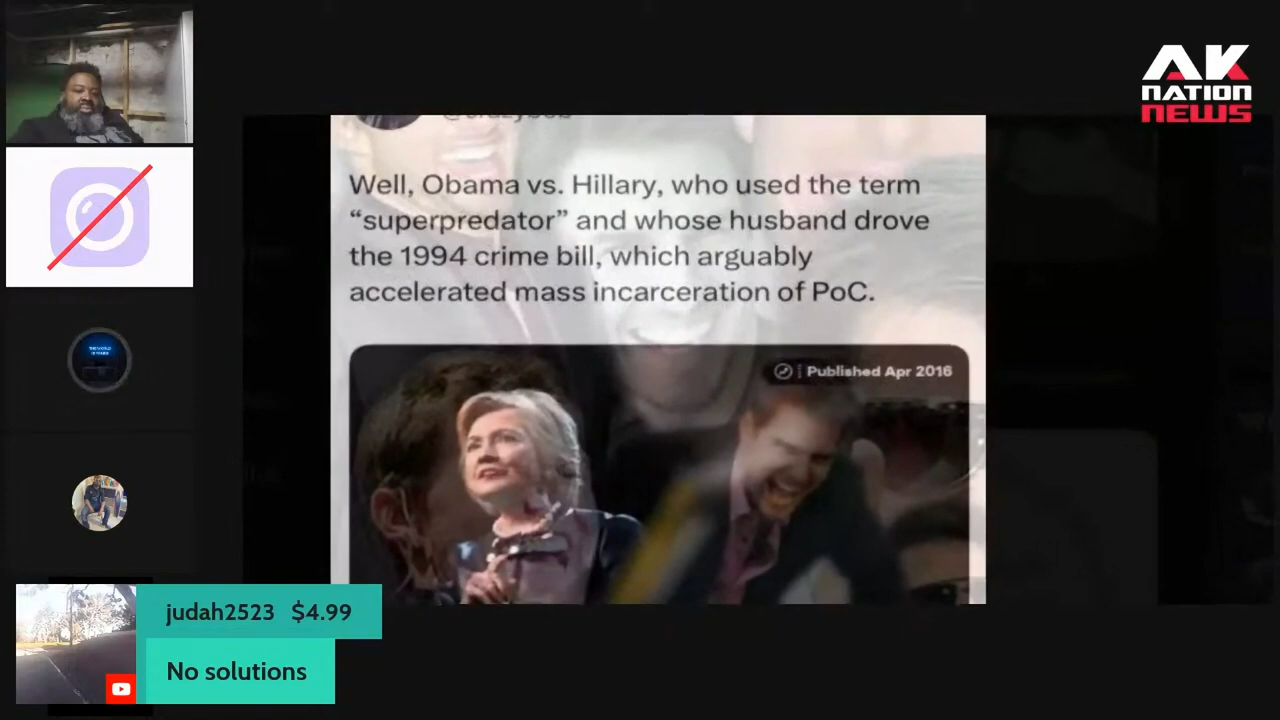 AK
NATION
NEWS
Well, Obama vs. Hillary, who used the term
“superpredator” and whose husband drove
the 1994 crime bill, which arguably
accelerated mass incarceration of PoC.
Published Apr 2016
judah2523 $4.99
No solutions